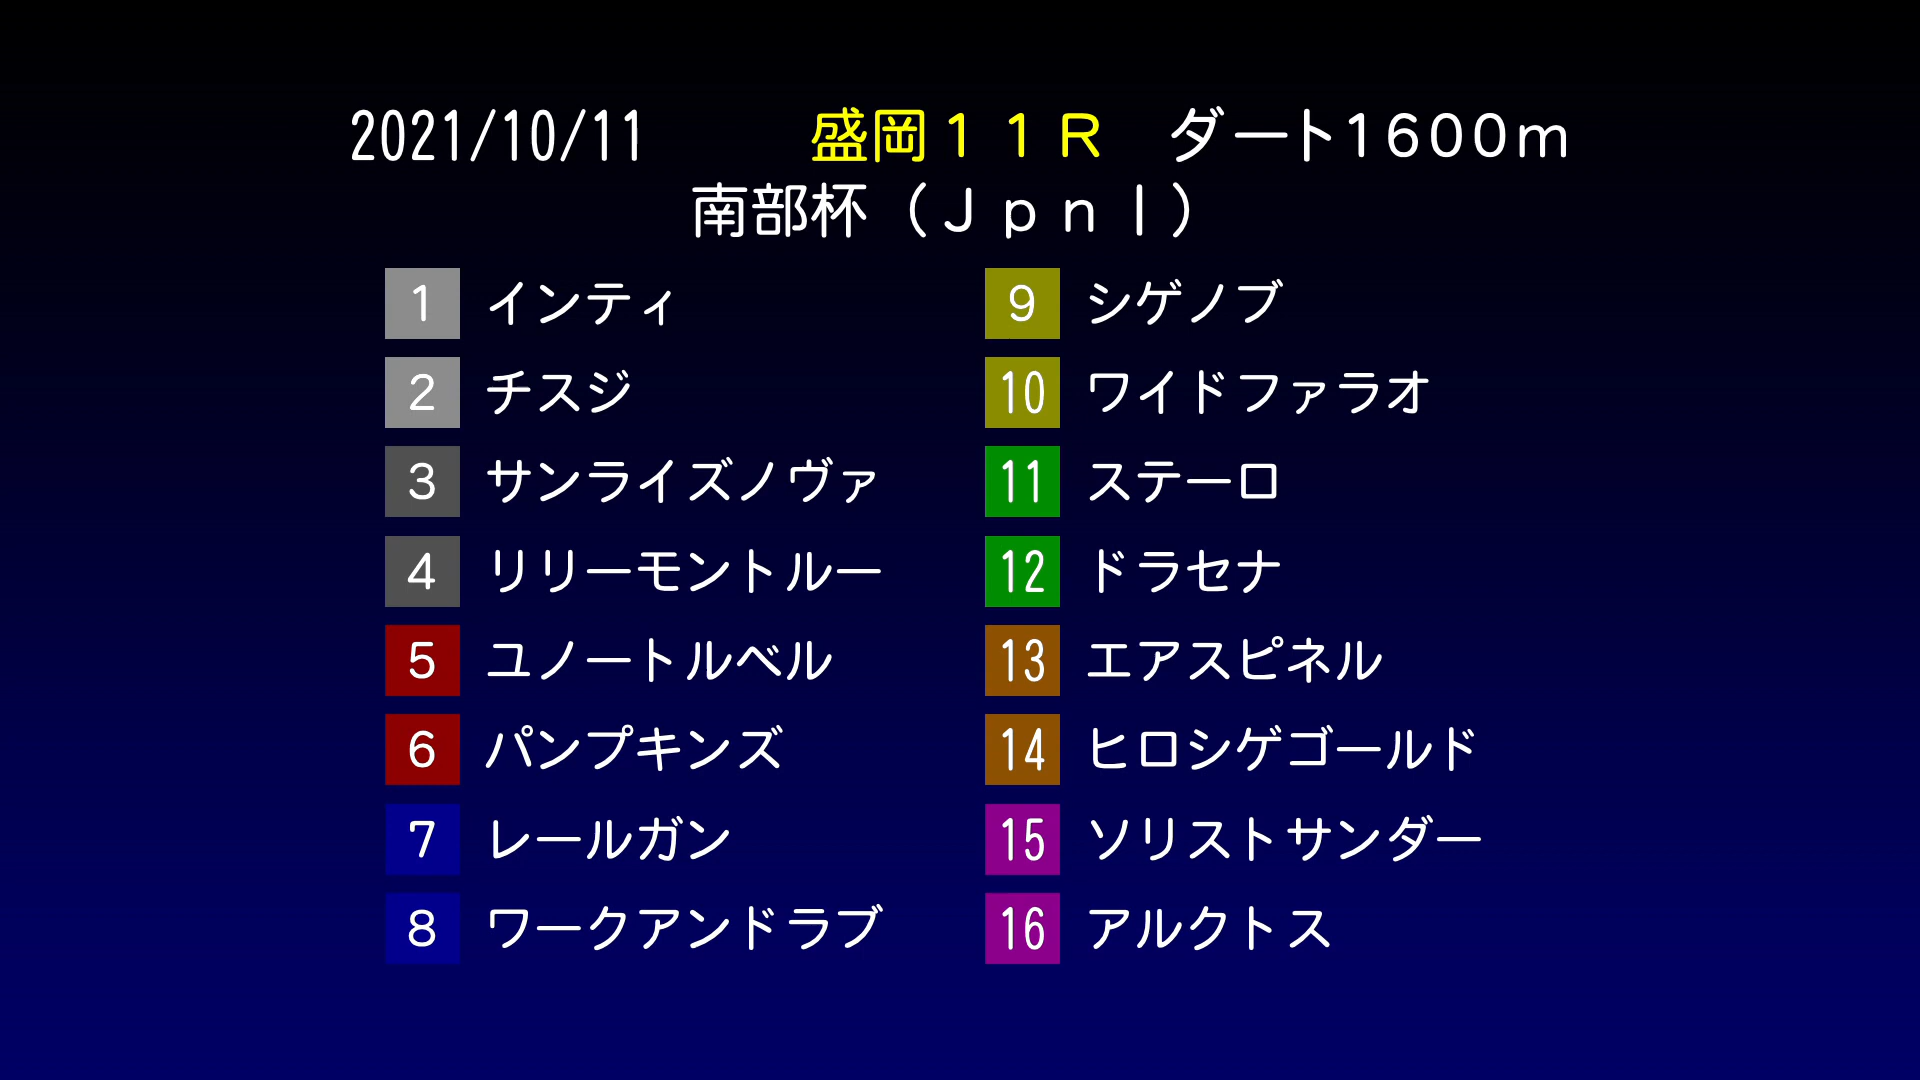 2021/10/11　盛岡１１Ｒ　ダート1600m
南部杯（ＪｐｎⅠ）
1 インティ
2 チスジ
3 サンライズノヴァ
4 リリーモントルー
5 ユノートルベル
6 パンプキンズ
7 レールガン
8 ワークアンドラブ
9 シゲノブ
10 ワイドファラオ
11 ステーロ
12 ドラセナ
13 エアスピネル
14 ヒロシゲゴールド
15 ソリストサンダー
16 アルクトス